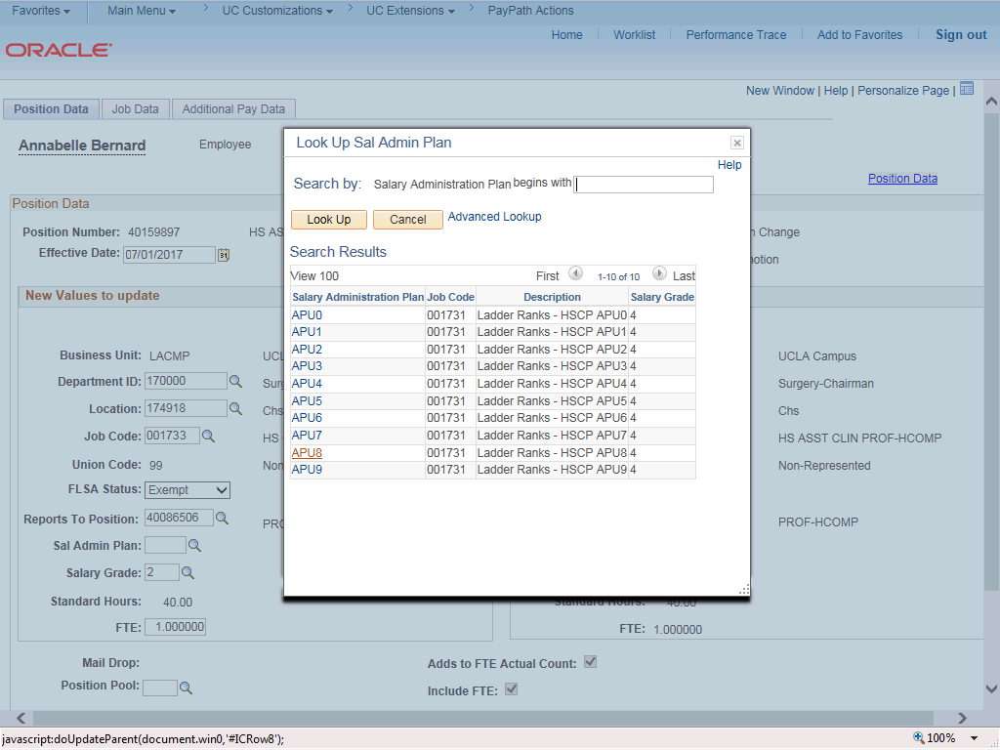 Favorites Main Menu > UC Customizations > UC Extensions > PayPath Actions
Home Worklist Performance Trace Add to Favorites Sign out
ORACLE
New Window | Help | Personalize Page |
Position Data Job Data Additional Pay Data
Annabelle Bernard Employee
Position Data
Position Data
Position Number: 40159897 HS AS
Change
Effective Date: 07/01/2017 31
New Values to update
Business Unit: LACMP UCL UCLA Campus
Department ID: 170000 Surg Surgery-Chairman
Location: 174918 Chs Chs
Job Code: 001733 HS HS ASST CLIN PROF-HCOMP
Union Code: 99 Non Non-Represented
FLSA Status: Exempt
Reports To Position: 40086506 PRO PROF-HCOMP
Sal Admin Plan:
Salary Grade: 2
Standard Hours: 40.00 Standard Hours: 40.00
FTE: 1.000000 FTE: 1.000000
Mail Drop: Adds to FTE Actual Count:
Position Pool: Include FTE:
Look Up Sal Admin Plan ×
Help
Search by: Salary Administration Plan begins with
Look Up Cancel Advanced Lookup
Search Results
View 100 First 1-10 of 10 Last
Salary Administration Plan Job Code Description Salary Grade
APU0 001731 Ladder Ranks - HSCP APU0 4
APU1 001731 Ladder Ranks - HSCP APU1 4
APU2 001731 Ladder Ranks - HSCP APU2 4
APU3 001731 Ladder Ranks - HSCP APU3 4
APU4 001731 Ladder Ranks - HSCP APU4 4
APU5 001731 Ladder Ranks - HSCP APU5 4
APU6 001731 Ladder Ranks - HSCP APU6 4
APU7 001731 Ladder Ranks - HSCP APU7 4
APU8 001731 Ladder Ranks - HSCP APU8 4
APU9 001731 Ladder Ranks - HSCP APU9 4
javascript:doUpdateParent(document.win0,'#ICRow8'); 100%